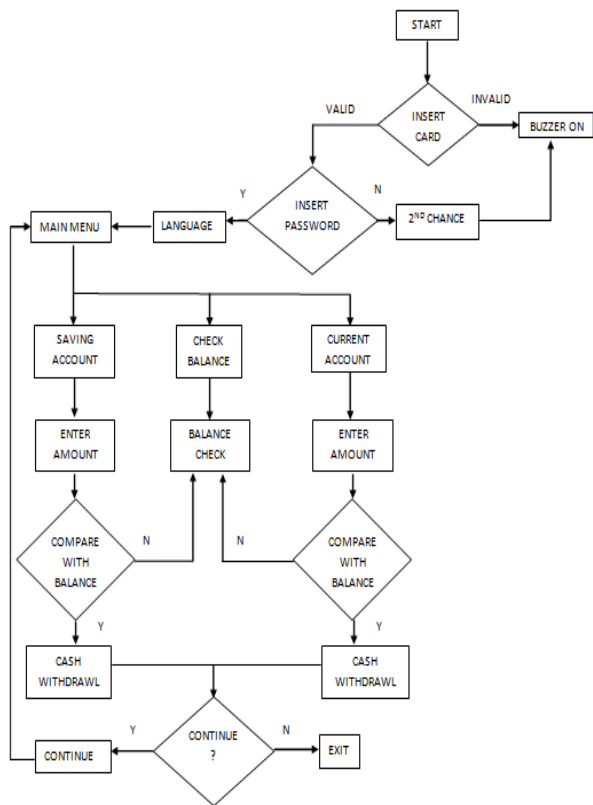 START
VALID
INVALID
INSERT
CARD
BUZZER ON
Y
INSERT
PASSWORD
N
2ND CHANCE
MAIN MENU
LANGUAGE
SAVING
ACCOUNT
CHECK
BALANCE
CURRENT
ACCOUNT
ENTER
AMOUNT
BALANCE
CHECK
ENTER
AMOUNT
COMPARE
WITH
BALANCE
N
N
COMPARE
WITH
BALANCE
Y
Y
CASH
WITHDRAWL
CASH
WITHDRAWL
Y
CONTINUE
?
N
CONTINUE
EXIT